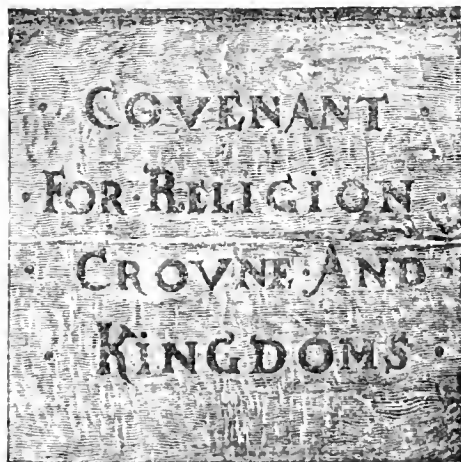 · COVENANT ·
· FOR · RELIGION ·
· CROVNE · AND ·
· KINGDOMS ·